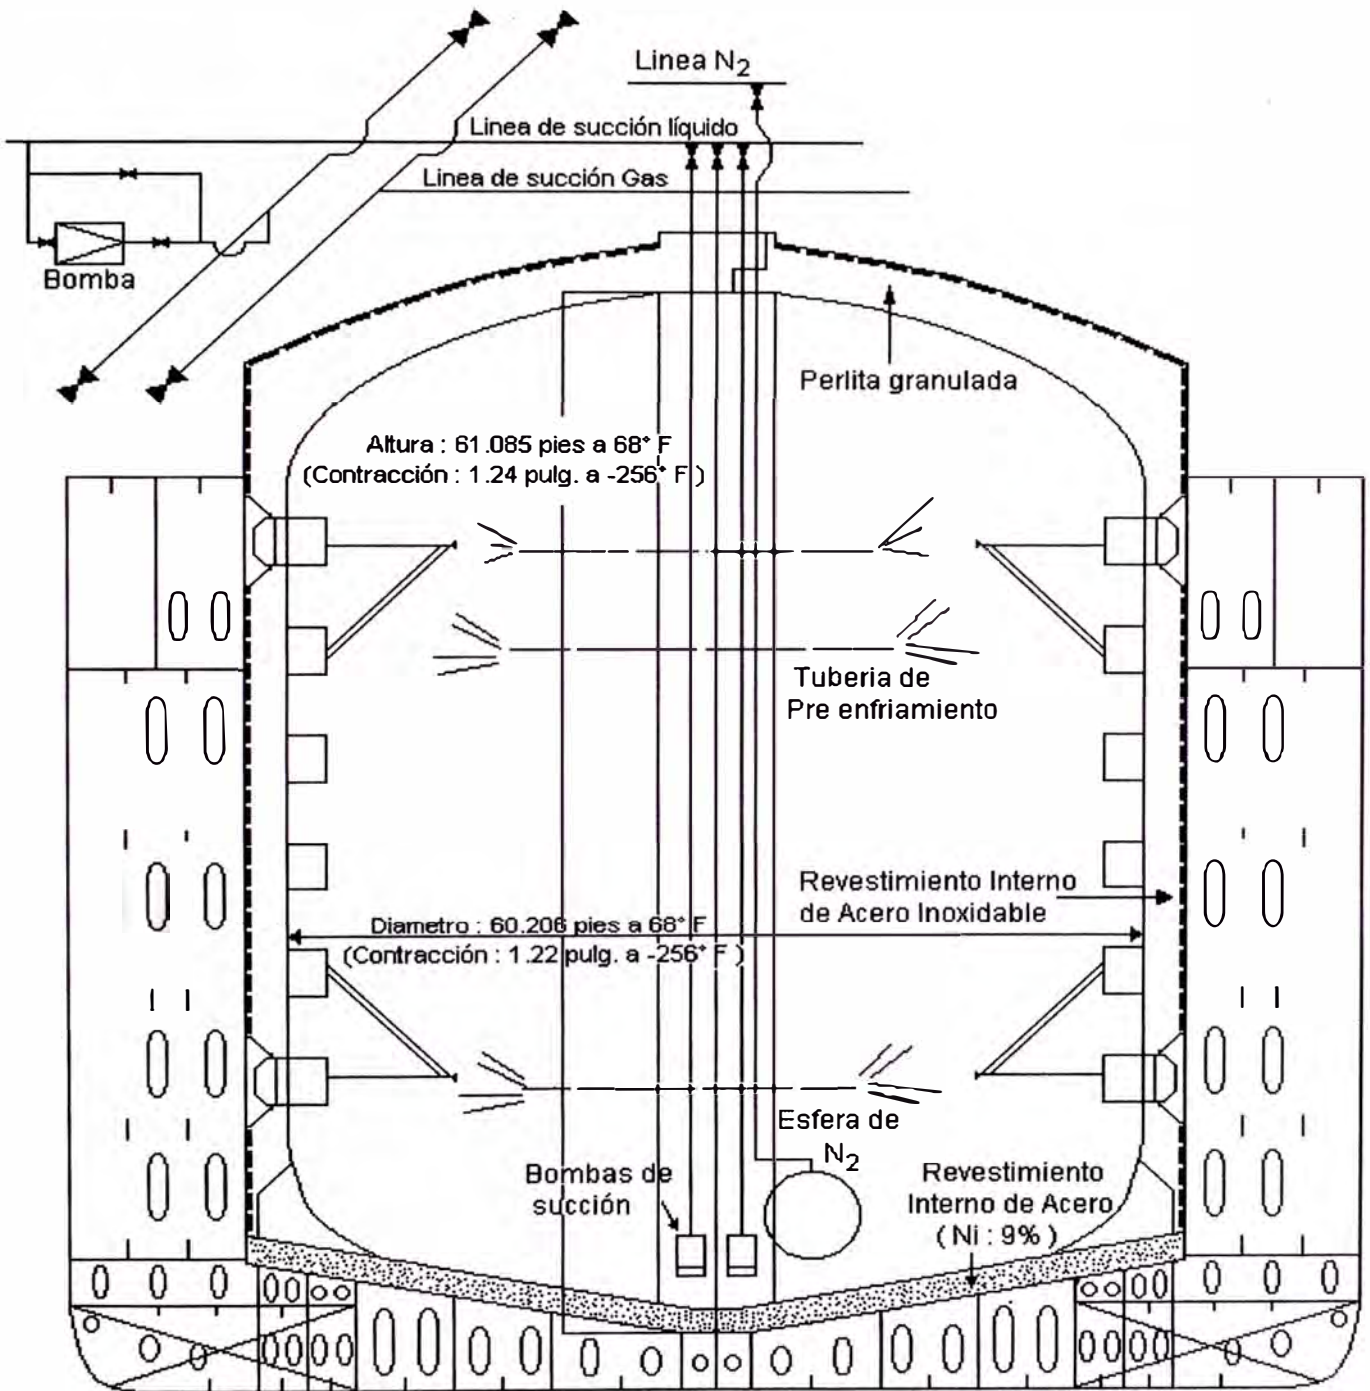 Linea N2
Linea de succión líquido
Linea de succión Gas
Bomba
Perlita granulada
Altura : 61.085 pies a 68° F
(Contracción : 1.24 pulg. a -256° F )
Tuberia de
Pre enfriamiento
Revestimiento Interno
de Acero Inoxidable
Diametro : 60.206 pies a 68° F
(Contracción : 1.22 pulg. a -256° F )
Esfera de
N2
Bombas de
succión
Revestimiento
Interno de Acero
( Ni : 9% )